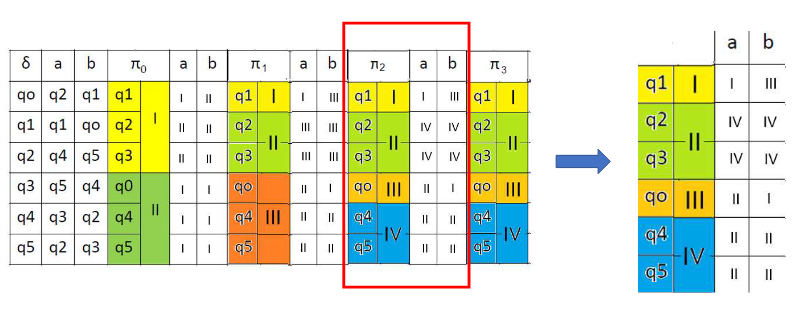 δ a b π0 a b π1 a b π2 a b π3
a b
qo q2 q1 q1 I I II q1 I I III q1 I I III q1 I
q1 q1 qo q2 II II q2 II III III q2 II IV IV q2 II
q2 q4 q5 q3 II II q3 III III q3 IV IV q3
q3 q5 q4 q0 II I I qo III II I qo III II I qo III
q4 q3 q2 q4 I I q4 II II q4 IV II II q4 IV
q5 q2 q3 q5 I I q5 II II q5 II II q5
q1 I I III
q2 II IV IV
q3 IV IV
qo III II I
q4 IV II II
q5 II II